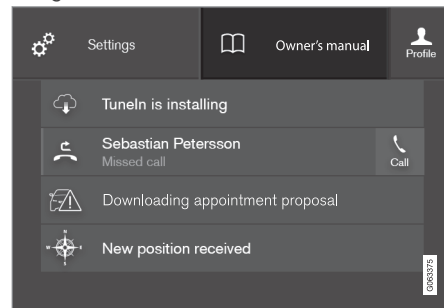 Settings
Owner's manual
Profile
TuneIn is installing
Sebastian Petersson
Missed call
Call
Downloading appointment proposal
New position received
G063375